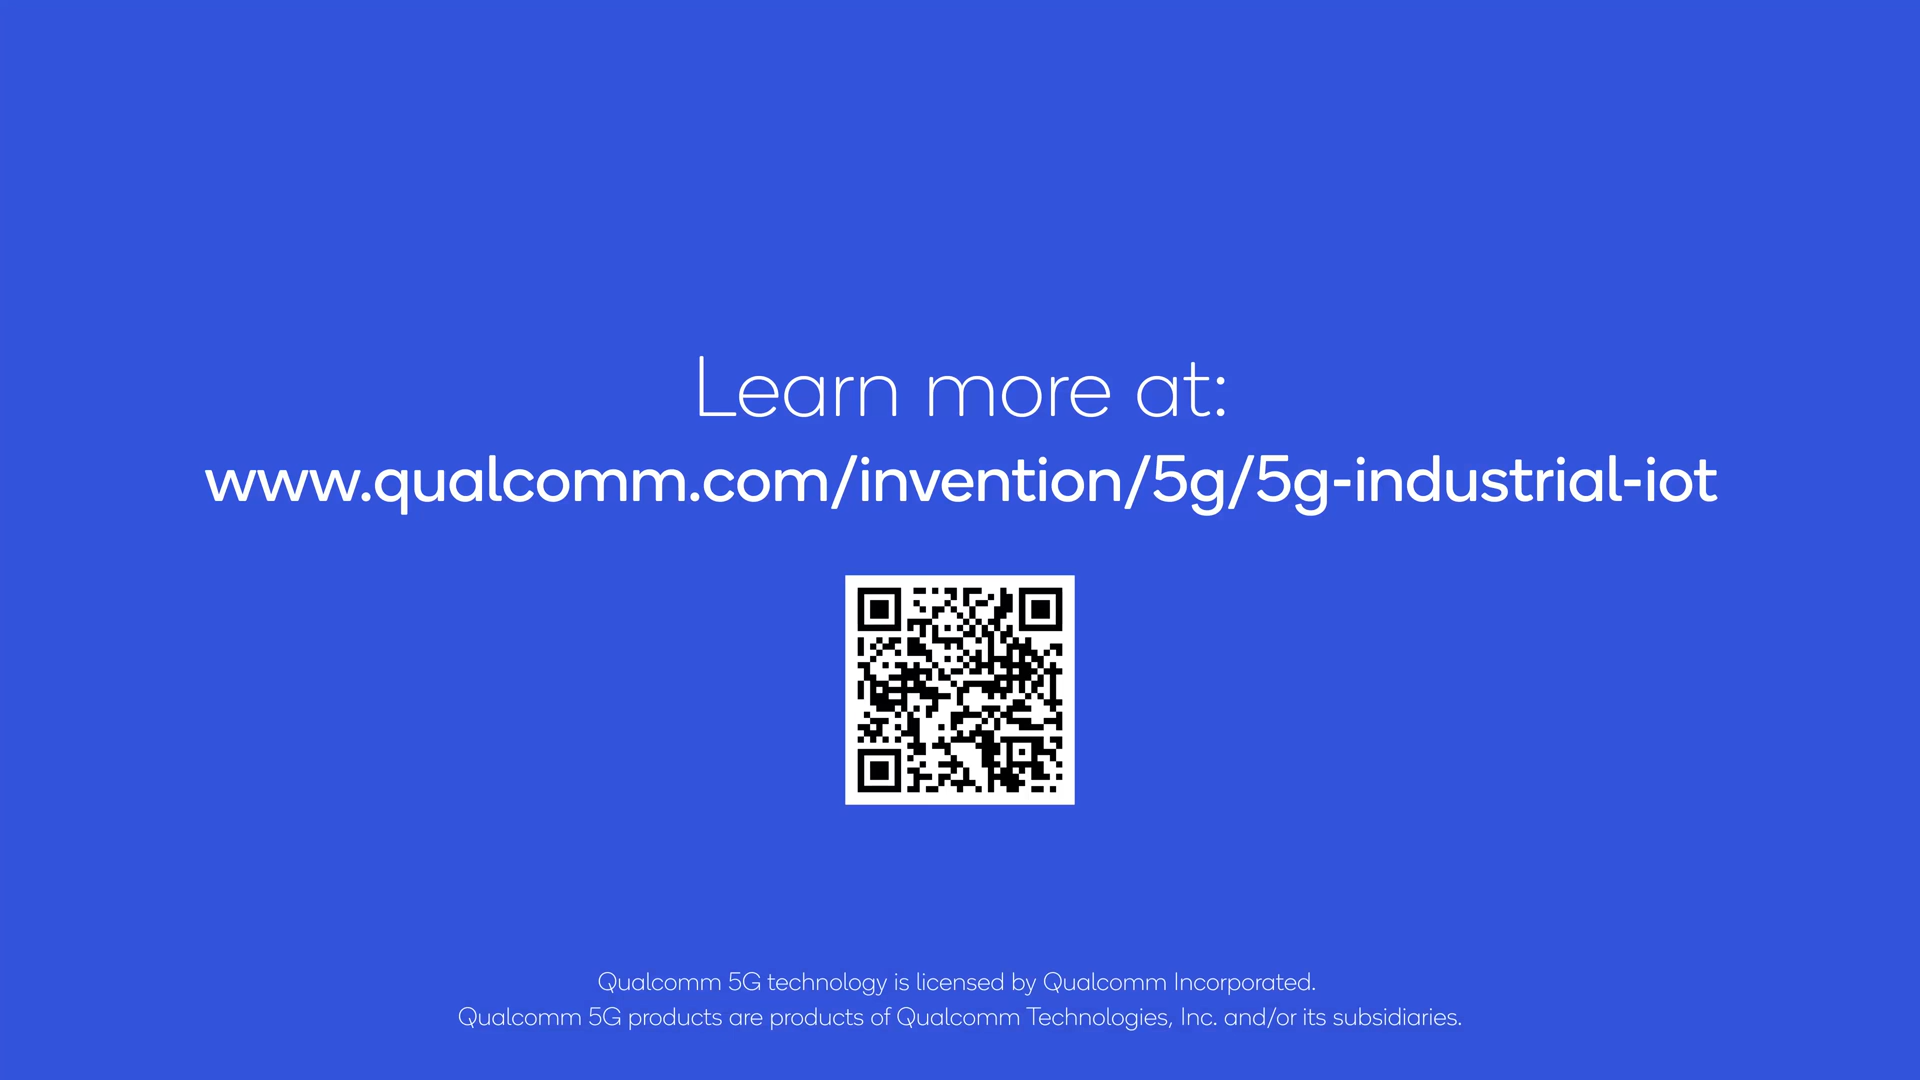 Learn more at:
www.qualcomm.com/invention/5g/5g-industrial-iot
Qualcomm 5G technology is licensed by Qualcomm Incorporated.
Qualcomm 5G products are products of Qualcomm Technologies, Inc. and/or its subsidiaries.